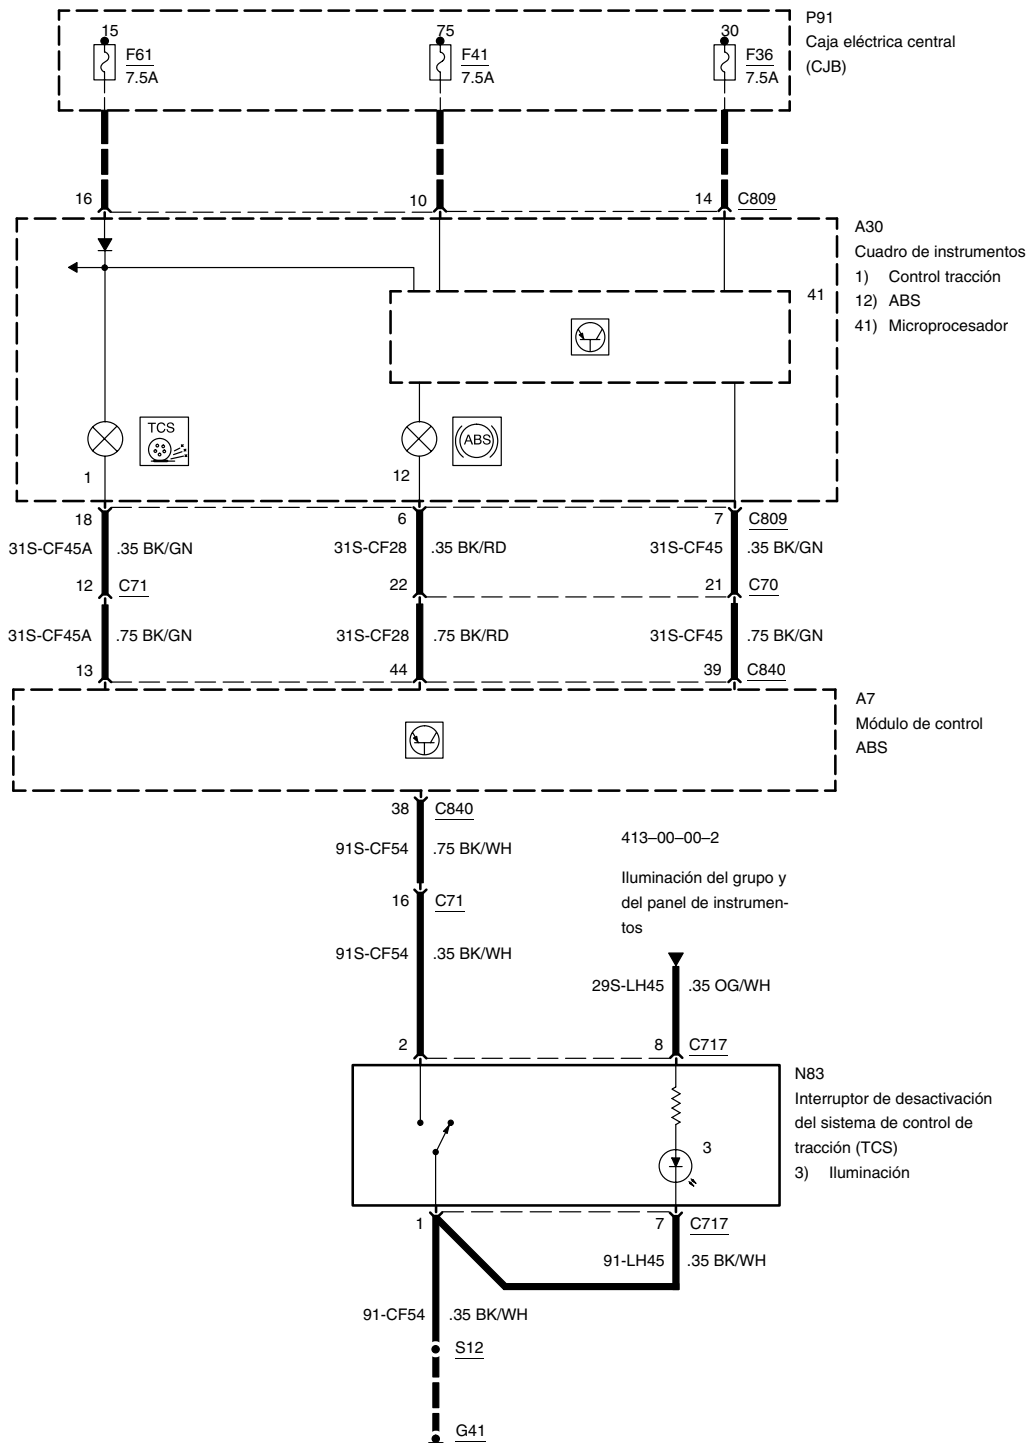 P91
Caja eléctrica central
(CJB)
15
F61
7.5A
75
F41
7.5A
30
F36
7.5A
16
10
14
C809
A30
Cuadro de instrumentos
1) Control tracción
12) ABS
41) Microprocesador
41
TCS
ABS
1
12
18
6
7
C809
31S-CF45A
.35 BK/GN
31S-CF28
.35 BK/RD
31S-CF45
.35 BK/GN
12
C71
22
21
C70
31S-CF45A
.75 BK/GN
31S-CF28
.75 BK/RD
31S-CF45
.75 BK/GN
13
44
39
C840
A7
Módulo de control
ABS
38
C840
91S-CF54
.75 BK/WH
413–00–00–2
Iluminación del grupo y
del panel de instrumen-
tos
16
C71
91S-CF54
.35 BK/WH
29S-LH45
.35 OG/WH
2
8
C717
N83
Interruptor de desactivación
del sistema de control de
tracción (TCS)
3) Iluminación
3
1
7
C717
91-LH45
.35 BK/WH
91-CF54
.35 BK/WH
S12
G41